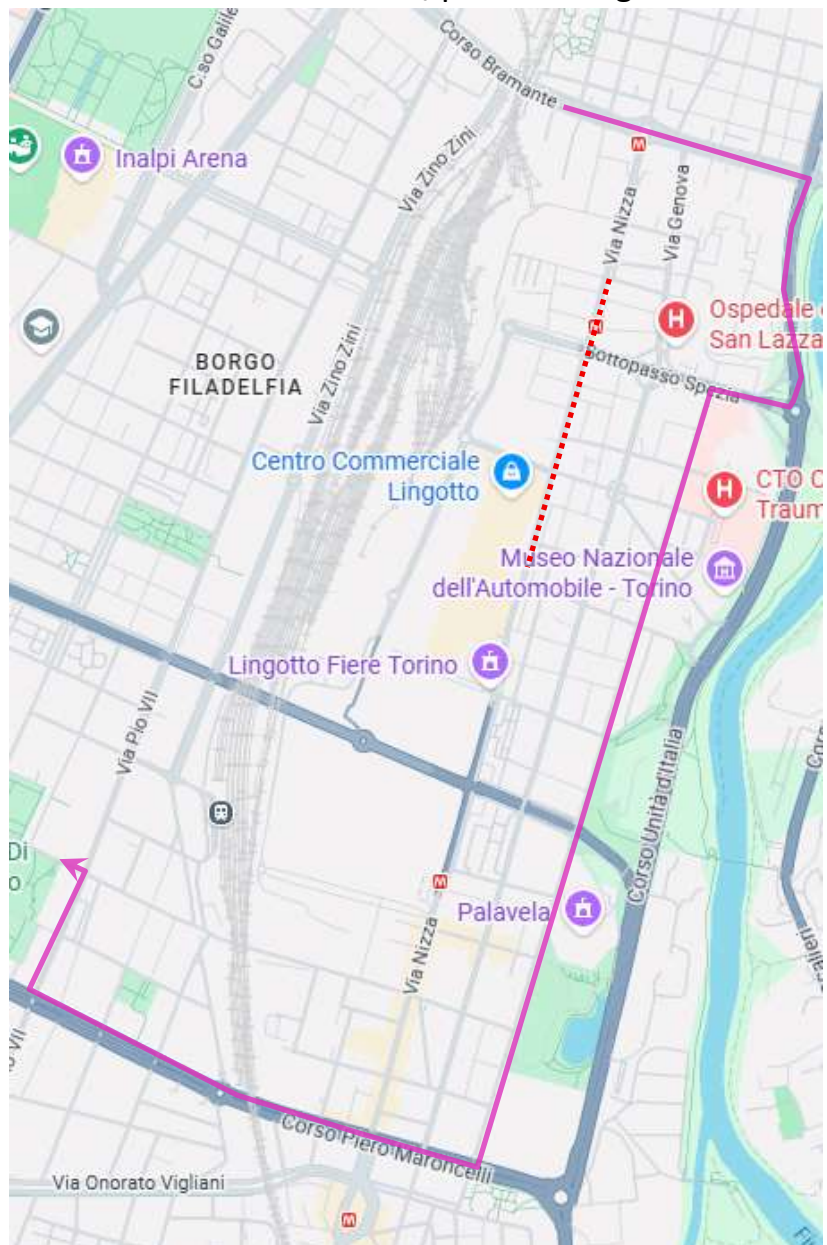 Corso Bramante
C.so Galile
Inalpi Arena
Via Zino Zini
Via Nizza
Via Genova
Ospedale
San Lazza
Sottopasso Spezia
BORGO
FILADELFIA
Via Zino Zini
Centro Commerciale
Lingotto
CTO C
Traum
Museo Nazionale
dell'Automobile - Torino
Lingotto Fiere Torino
Via Pio VII
Corso Unità d'Italia
Di
o
Palavela
Via Nizza
Corso Piero Maroncelli
Via Onorato Vigliani